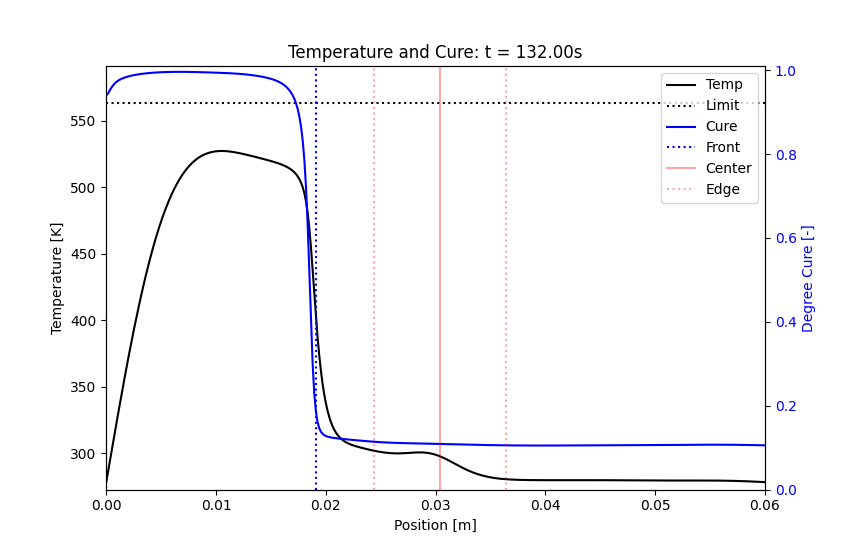 Temperature and Cure: t = 132.00s
Temp
Limit
Cure
Front
Center
Edge
Temperature [K]
550
500
450
400
350
300
Degree Cure [-]
1.0
0.8
0.6
0.4
0.2
0.0
0.00 0.01 0.02 0.03 0.04 0.05 0.06
Position [m]